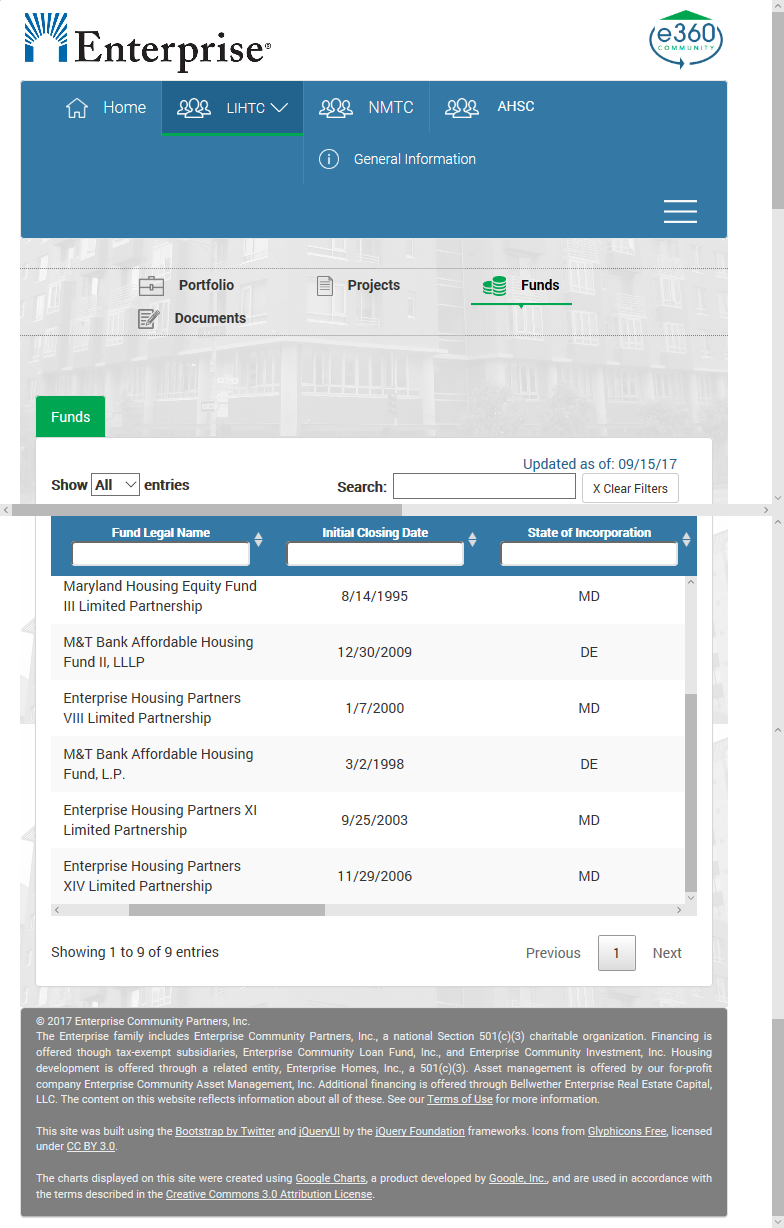 Enterprise®
e360
COMMUNITY
Home
LIHTC
NMTC
AHSC
General Information
Portfolio
Projects
Funds
Documents
Funds
Updated as of: 09/15/17
Show All entries
Search:
X Clear Filters
Fund Legal Name
Initial Closing Date
State of Incorporation
Maryland Housing Equity Fund
III Limited Partnership
8/14/1995
MD
M&T Bank Affordable Housing
Fund II, LLLP
12/30/2009
DE
Enterprise Housing Partners
VIII Limited Partnership
1/7/2000
MD
M&T Bank Affordable Housing
Fund, L.P.
3/2/1998
DE
Enterprise Housing Partners XI
Limited Partnership
9/25/2003
MD
Enterprise Housing Partners
XIV Limited Partnership
11/29/2006
MD
Showing 1 to 9 of 9 entries
Previous
1
Next
© 2017 Enterprise Community Partners, Inc.
The Enterprise family includes Enterprise Community Partners, Inc., a national Section 501(c)(3) charitable organization. Financing is
offered though tax-exempt subsidiaries, Enterprise Community Loan Fund, Inc., and Enterprise Community Investment, Inc. Housing
development is offered through a related entity, Enterprise Homes, Inc., a 501(c)(3). Asset management is offered by our for-profit
company Enterprise Community Asset Management, Inc. Additional financing is offered through Bellwether Enterprise Real Estate Capital,
LLC. The content on this website reflects information about all of these. See our Terms of Use for more information.
This site was built using the Bootstrap by Twitter and jQueryUI by the jQuery Foundation frameworks. Icons from Glyphicons Free, licensed
under CC BY 3.0.
The charts displayed on this site were created using Google Charts, a product developed by Google, Inc., and are used in accordance with
the terms described in the Creative Commons 3.0 Attribution License.